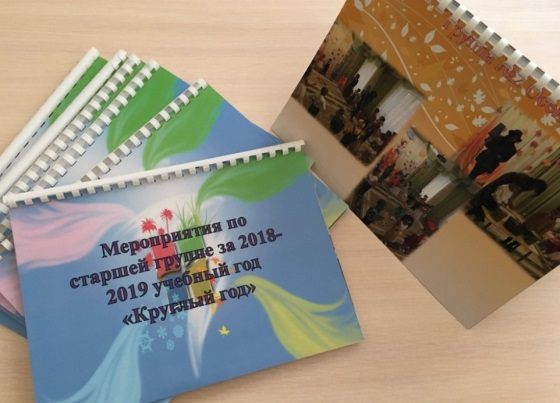 Мероприятия по
старшей группе за 2018-
2019 учебный год
«Круглый год»